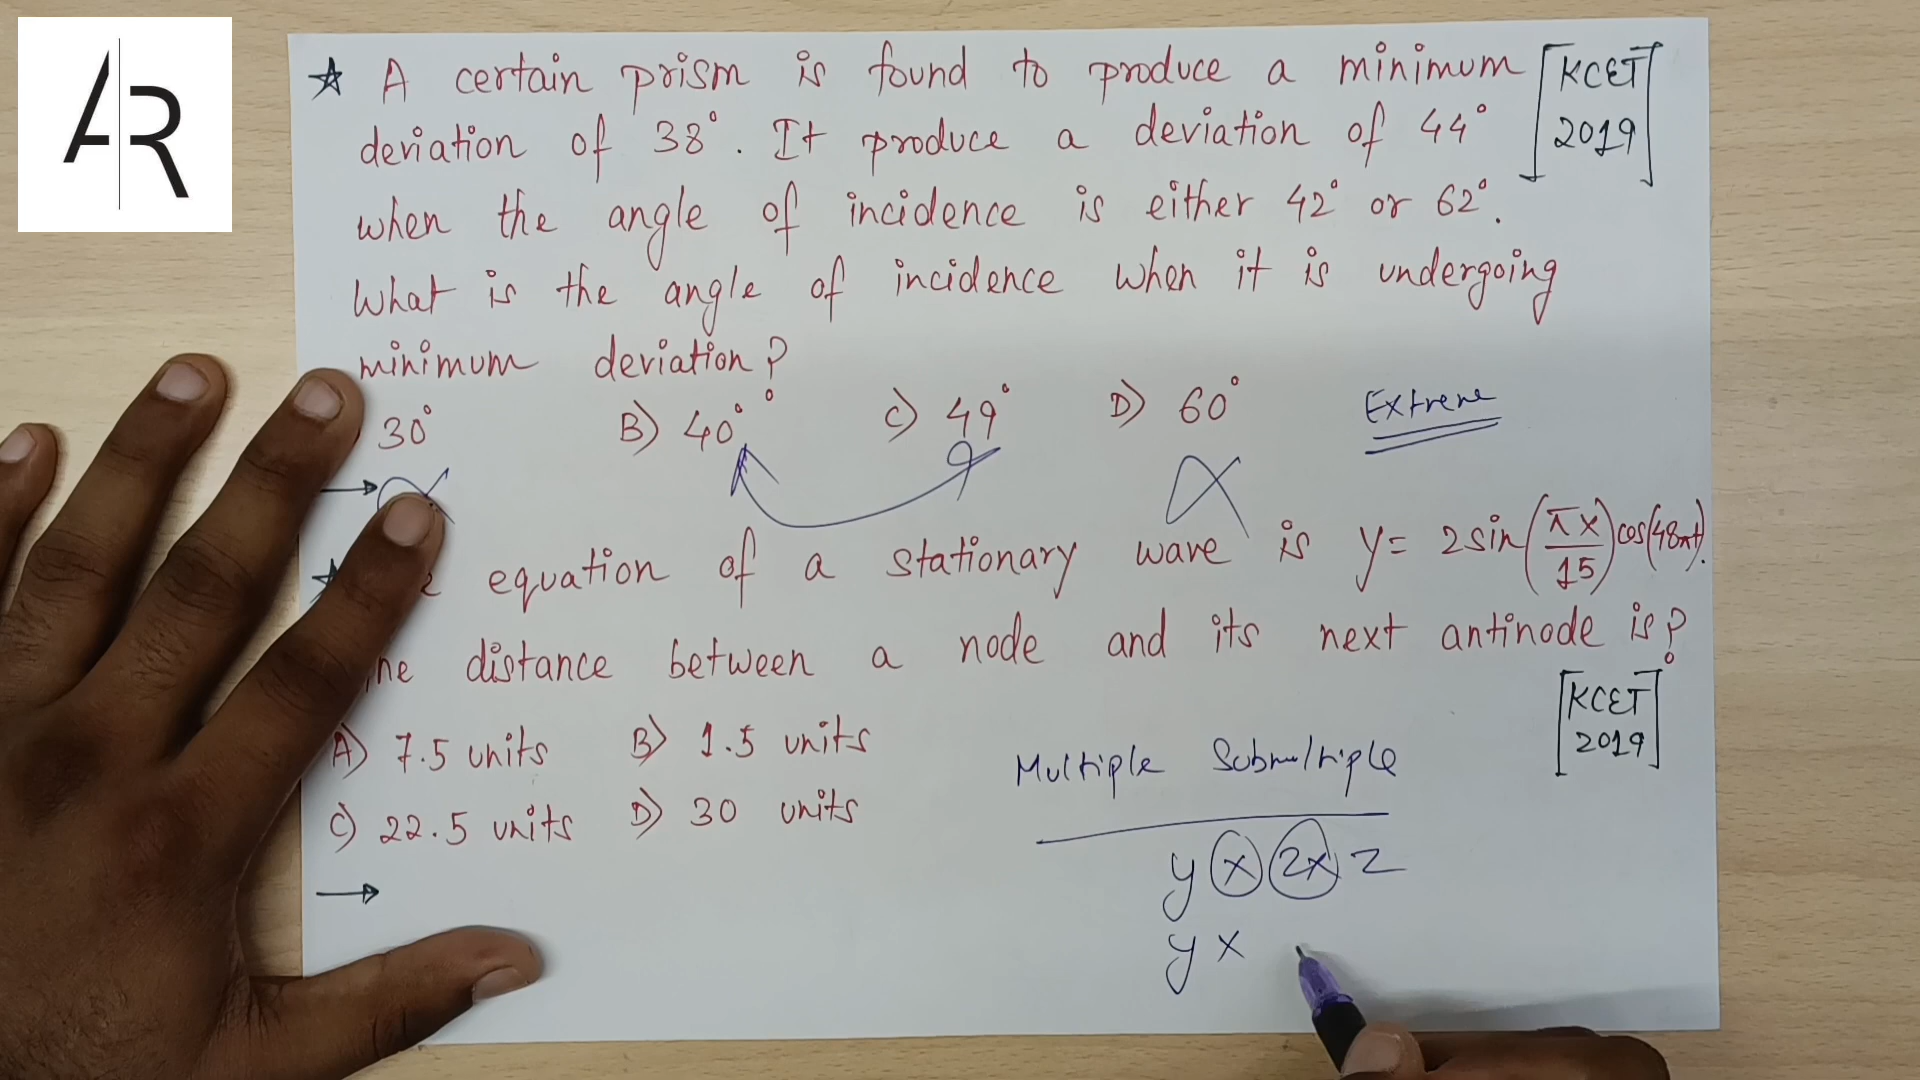 AR
☆ A certain prism is found to produce a minimum [KCET
deviation of 38°. It produce a deviation of 44° 2019]
when the angle of incidence is either 42° or 62°.
What is the angle of incidence when it is undergoing
minimum deviation?
30° B) 40° C) 49° D) 60° Extreme
→
equation of a stationary wave is y= 2sin(πx/15)cos(48πt).
distance between a node and its next antinode is?
[KCET
2019]
A) 7.5 units B) 1.5 units
Multiple Submultiple
C) 22.5 units D) 30 units
y x 2x z
→
y x